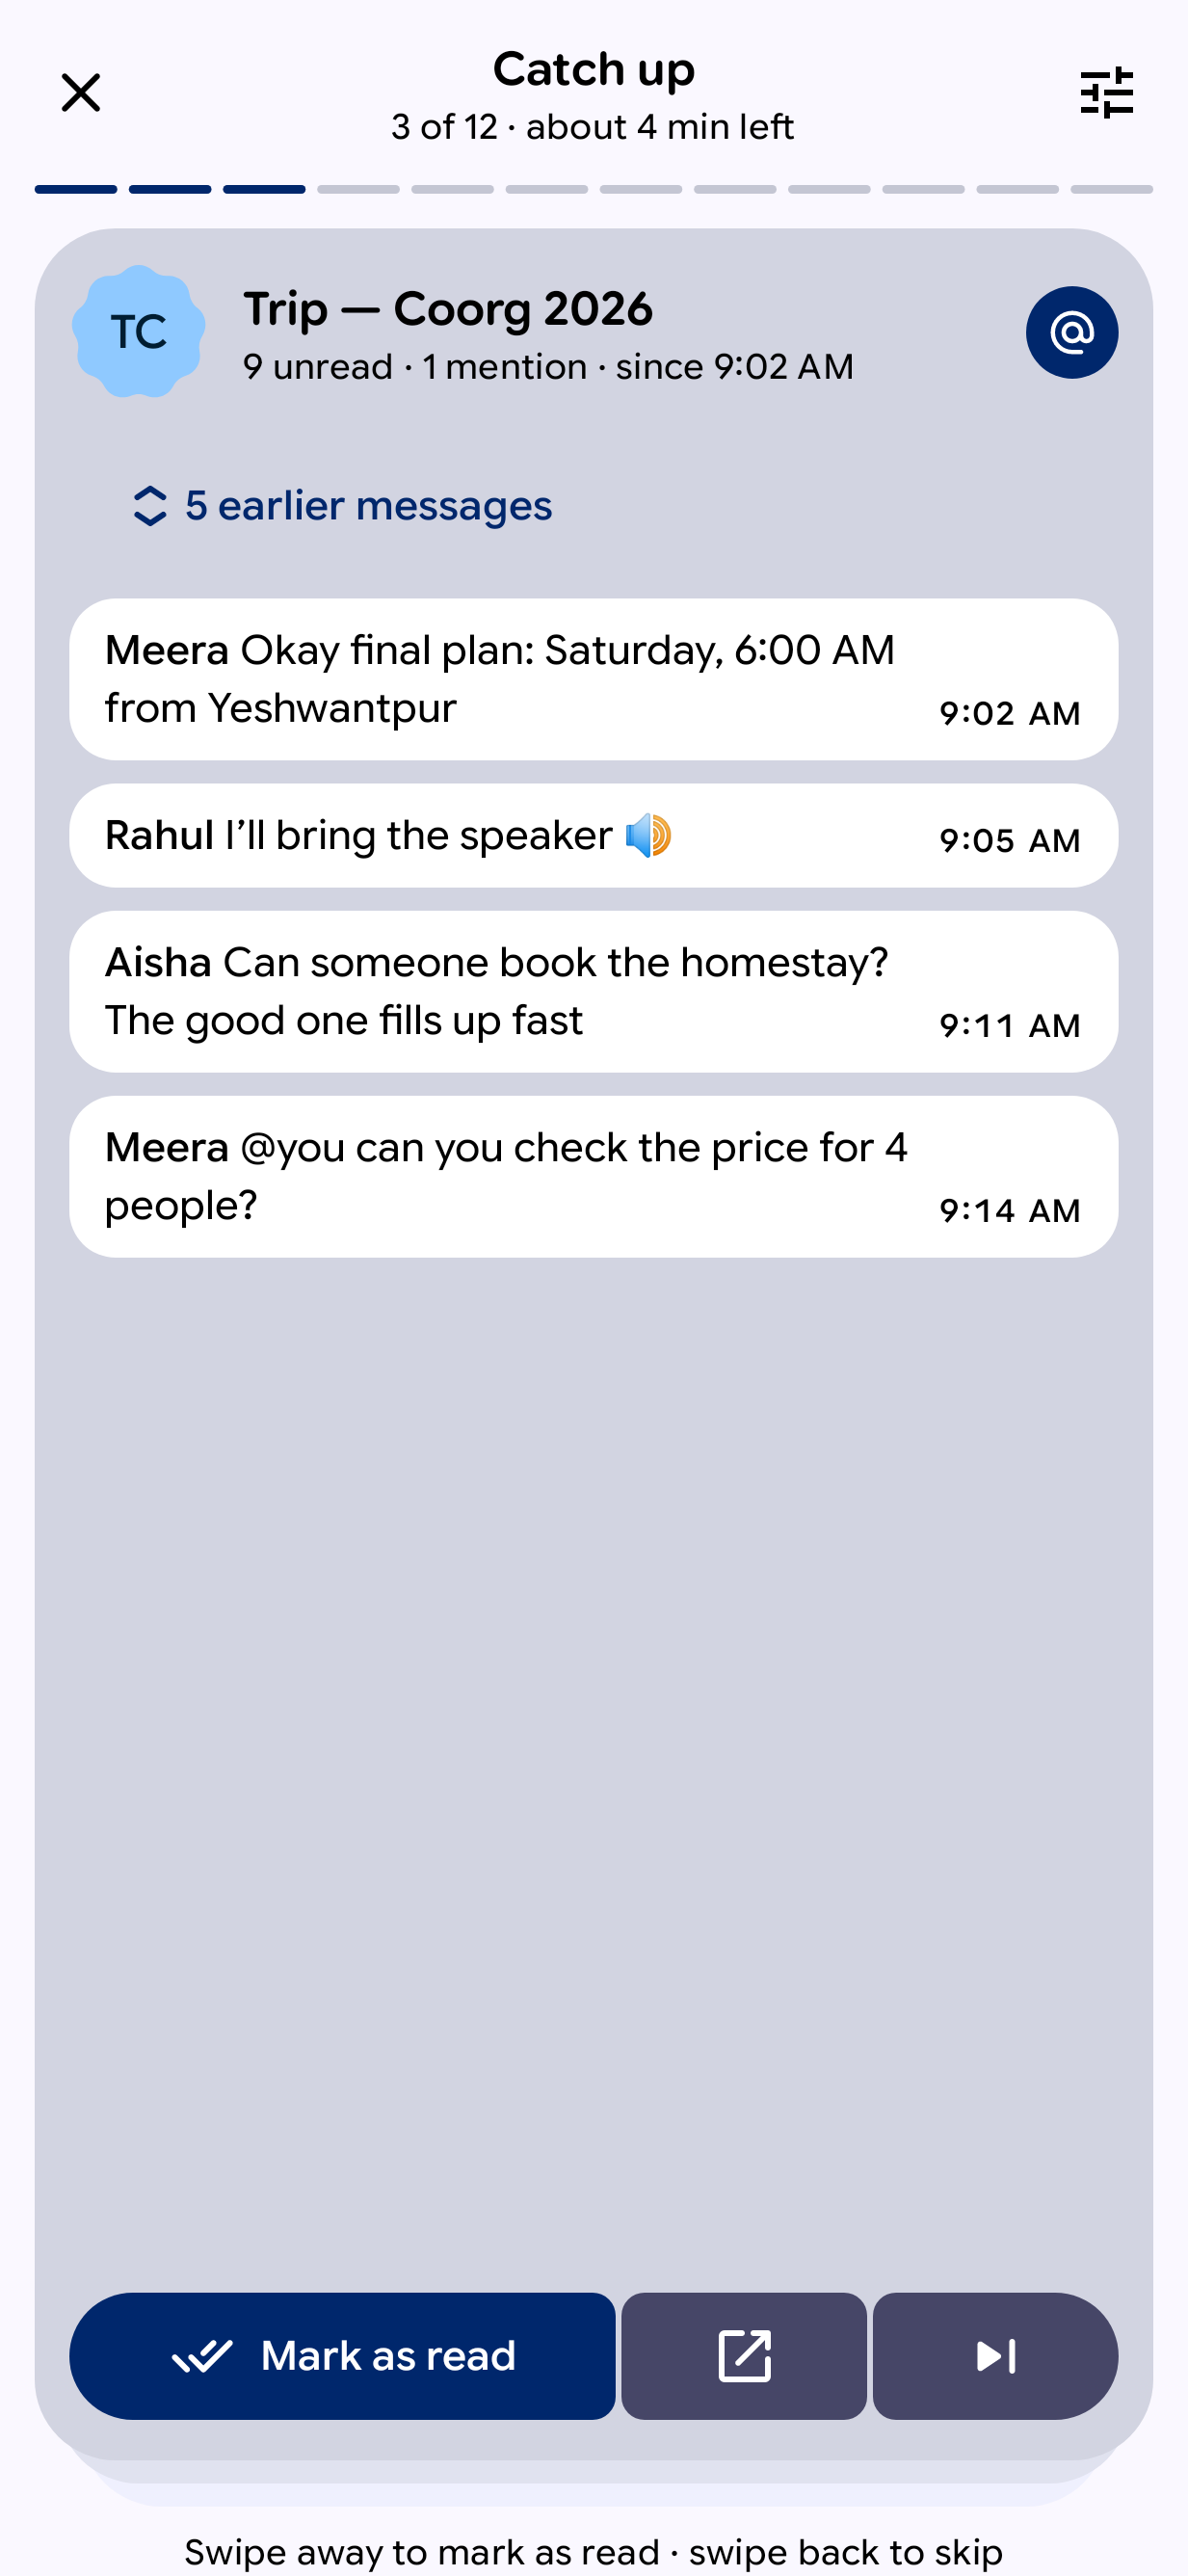 Catch up
3 of 12 · about 4 min left
TC
Trip — Coorg 2026
9 unread · 1 mention · since 9:02 AM
5 earlier messages
Meera Okay final plan: Saturday, 6:00 AM
from Yeshwantpur
9:02 AM
Rahul I’ll bring the speaker 🔊
9:05 AM
Aisha Can someone book the homestay?
The good one fills up fast
9:11 AM
Meera @you can you check the price for 4
people?
9:14 AM
Mark as read
Swipe away to mark as read · swipe back to skip